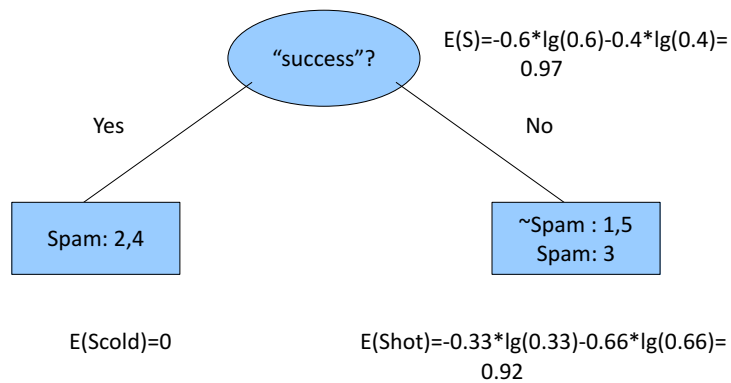 “success”?
E(S)=-0.6*lg(0.6)-0.4*lg(0.4)=
0.97
Yes
No
Spam: 2,4
~Spam : 1,5
Spam: 3
E(Scold)=0
E(Shot)=-0.33*lg(0.33)-0.66*lg(0.66)=
0.92